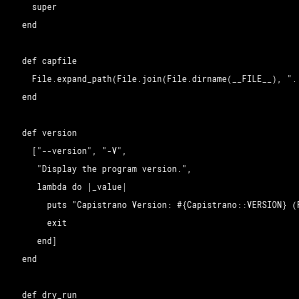 super
end
def capfile
File.expand_path(File.join(File.dirname(__FILE__), ".
end
def version
["--version", "-V",
"Display the program version.",
lambda do |_value|
puts "Capistrano Version: #{Capistrano::VERSION} (
exit
end]
end
def dry_run